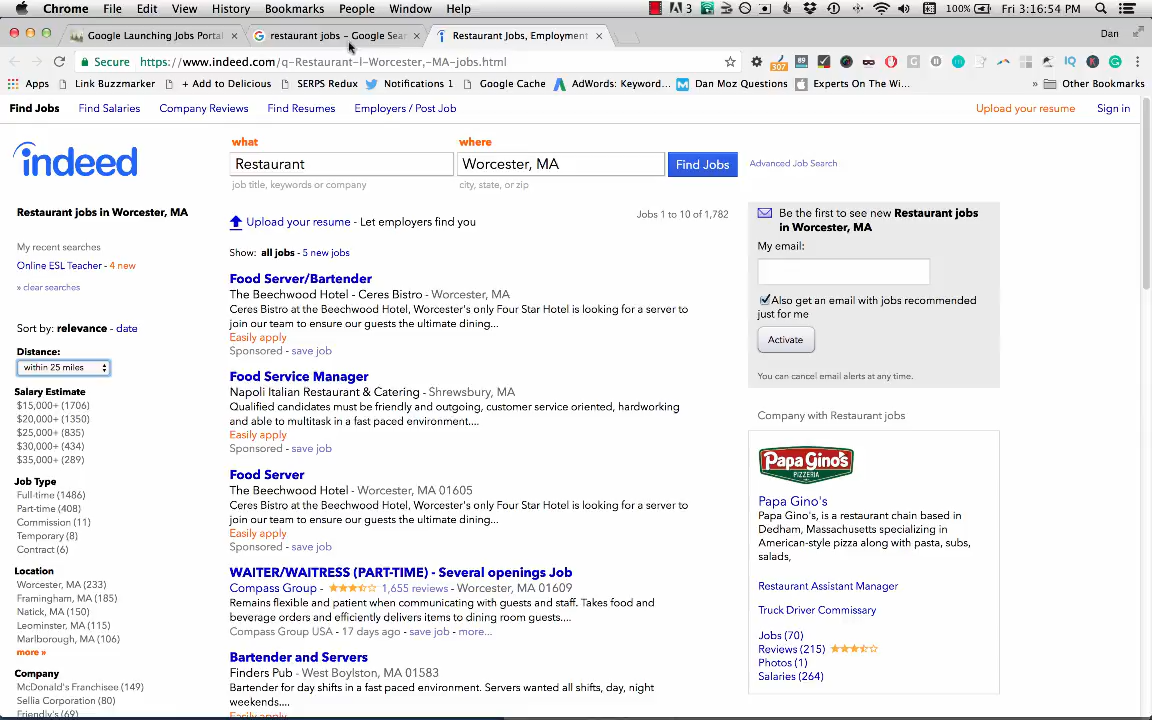 Chrome File Edit View History Bookmarks People Window Help 3 100% Fri 3:16:54 PM
Google Launching Jobs Portal restaurant jobs - Google Sear Restaurant Jobs, Employment Dan
Secure https://www.indeed.com/q-Restaurant-l-Worcester,-MA-jobs.html 307 89 IQ
Apps Link Buzzmarker + Add to Delicious SERPS Redux Notifications 1 Google Cache AdWords: Keyword... Dan Moz Questions Experts On The Wi... » Other Bookmarks
Find Jobs Find Salaries Company Reviews Find Resumes Employers / Post Job Upload your resume Sign in
indeed
what where
Restaurant Worcester, MA Find Jobs Advanced Job Search
job title, keywords or company city, state, or zip
Restaurant jobs in Worcester, MA
My recent searches
Online ESL Teacher - 4 new
» clear searches
Sort by: relevance - date
Distance:
within 25 miles
Salary Estimate
$15,000+ (1706)
$20,000+ (1350)
$25,000+ (835)
$30,000+ (434)
$35,000+ (289)
Job Type
Full-time (1486)
Part-time (408)
Commission (11)
Temporary (8)
Contract (6)
Location
Worcester, MA (233)
Framingham, MA (185)
Natick, MA (150)
Leominster, MA (115)
Marlborough, MA (106)
more »
Company
McDonald's Franchisee (149)
Sellia Corporation (80)
Friendly's (69)
Upload your resume - Let employers find you Jobs 1 to 10 of 1,782
Show: all jobs - 5 new jobs
Food Server/Bartender
The Beechwood Hotel - Ceres Bistro - Worcester, MA
Ceres Bistro at the Beechwood Hotel, Worcester's only Four Star Hotel is looking for a server to
join our team to ensure our guests the ultimate dining...
Easily apply
Sponsored - save job
Food Service Manager
Napoli Italian Restaurant & Catering - Shrewsbury, MA
Qualified candidates must be friendly and outgoing, customer service oriented, hardworking
and able to multitask in a fast paced environment....
Easily apply
Sponsored - save job
Food Server
The Beechwood Hotel - Worcester, MA 01605
Ceres Bistro at the Beechwood Hotel, Worcester's only Four Star Hotel is looking for a server to
join our team to ensure our guests the ultimate dining...
Easily apply
Sponsored - save job
WAITER/WAITRESS (PART-TIME) - Several openings Job
Compass Group - 1,655 reviews - Worcester, MA 01609
Remains flexible and patient when communicating with guests and staff. Takes food and
beverage orders and efficiently delivers items to dining room guests....
Compass Group USA - 17 days ago - save job - more...
Bartender and Servers
Finders Pub - West Boylston, MA 01583
Bartender for day shifts in a fast paced environment. Servers wanted all shifts, day, night
weekends....
Easily apply
Be the first to see new Restaurant jobs
in Worcester, MA
My email:
Also get an email with jobs recommended
just for me
Activate
You can cancel email alerts at any time.
Company with Restaurant jobs
Papa Gino's
PIZZERIA
Papa Gino's
Papa Gino's, is a restaurant chain based in
Dedham, Massachusetts specializing in
American-style pizza along with pasta, subs,
salads,
Restaurant Assistant Manager
Truck Driver Commissary
Jobs (70)
Reviews (215)
Photos (1)
Salaries (264)